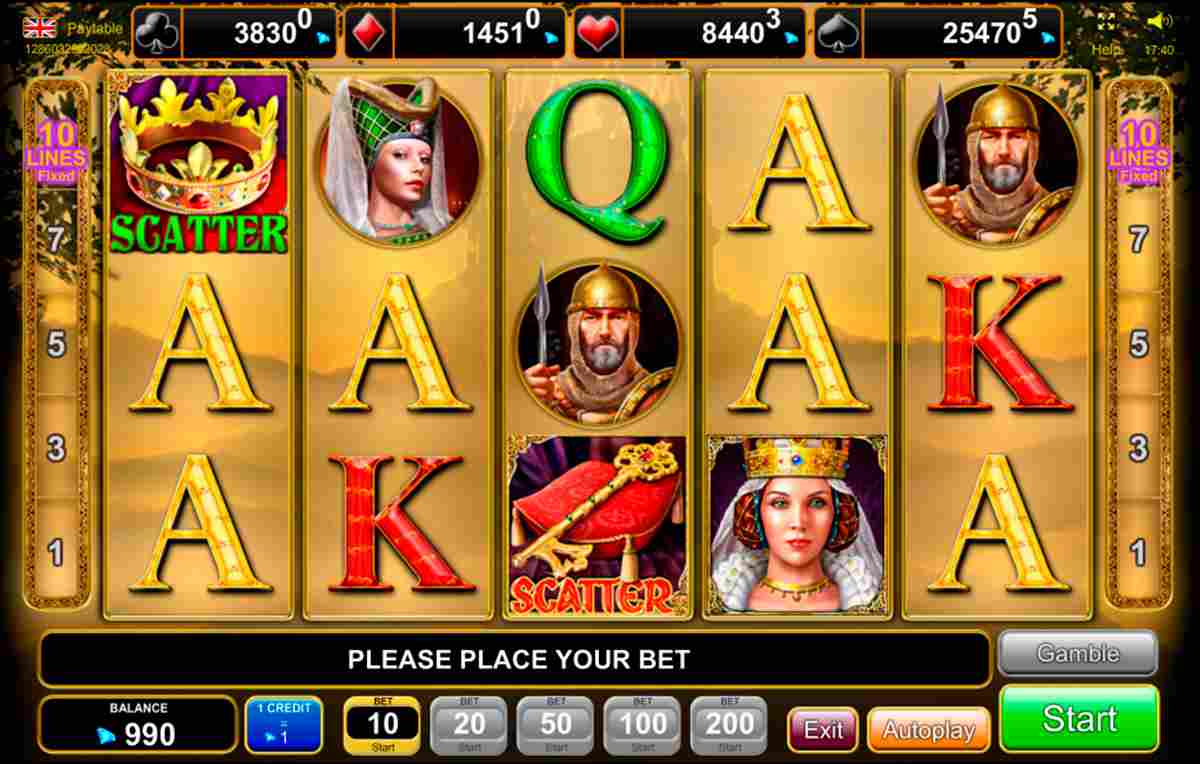 Paytable
3830 0
1451 0
8440 3
25470 5
Help
17:40
10
LINES
Fixed
7
5
3
1
SCATTER
Q
A
A
A
A
K
A
K
SCATTER
A
10
LINES
Fixed
7
5
3
1
PLEASE PLACE YOUR BET
Gamble
BALANCE
990
1 CREDIT
=
1
BET
10
Start
BET
20
Start
BET
50
Start
BET
100
Start
BET
200
Start
Exit
Autoplay
Start